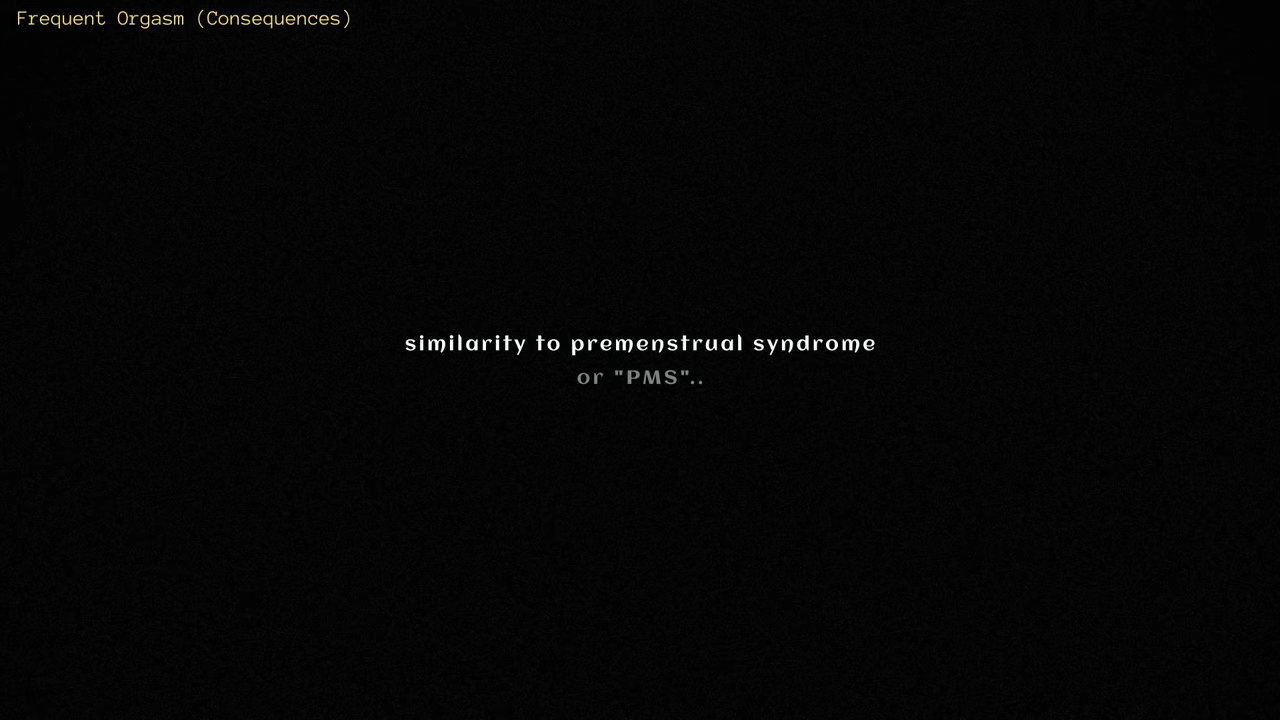 Frequent Orgasm (Consequences)
similarity to premenstrual syndrome
or "PMS"..